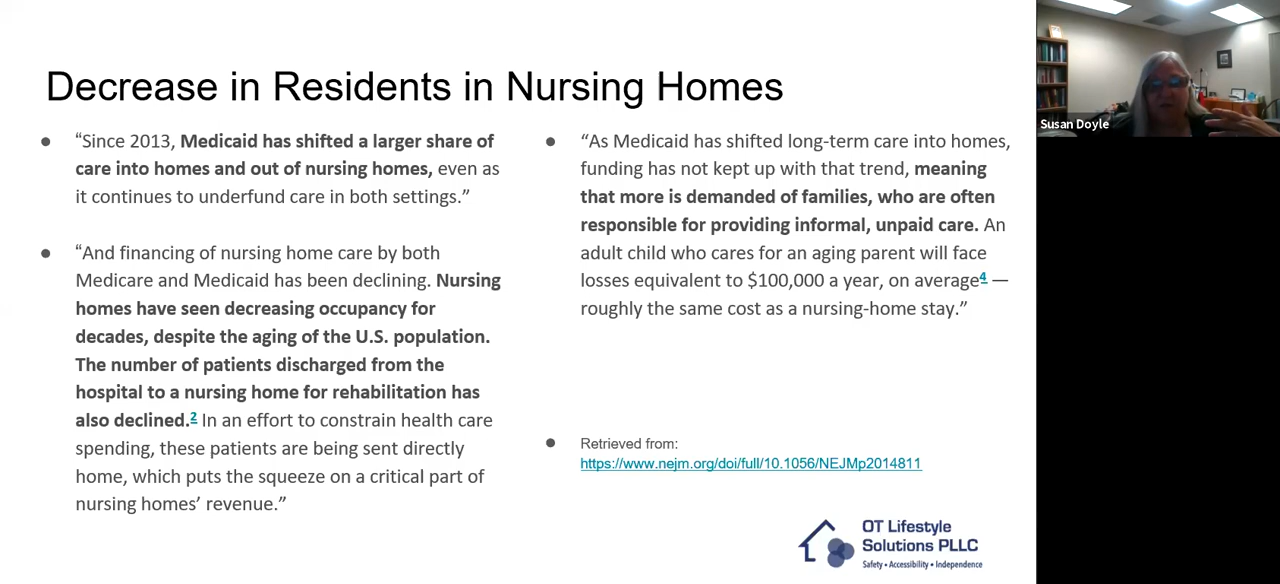 Decrease in Residents in Nursing Homes
● “Since 2013, Medicaid has shifted a larger share of
care into homes and out of nursing homes, even as
it continues to underfund care in both settings.”
● “And financing of nursing home care by both
Medicare and Medicaid has been declining. Nursing
homes have seen decreasing occupancy for
decades, despite the aging of the U.S. population.
The number of patients discharged from the
hospital to a nursing home for rehabilitation has
also declined.2 In an effort to constrain health care
spending, these patients are being sent directly
home, which puts the squeeze on a critical part of
nursing homes’ revenue.”
● “As Medicaid has shifted long-term care into homes,
funding has not kept up with that trend, meaning
that more is demanded of families, who are often
responsible for providing informal, unpaid care. An
adult child who cares for an aging parent will face
losses equivalent to $100,000 a year, on average4 —
roughly the same cost as a nursing-home stay.”
● Retrieved from:
https://www.nejm.org/doi/full/10.1056/NEJMp2014811
OT Lifestyle
Solutions PLLC
Safety • Accessibility • Independence
Susan Doyle